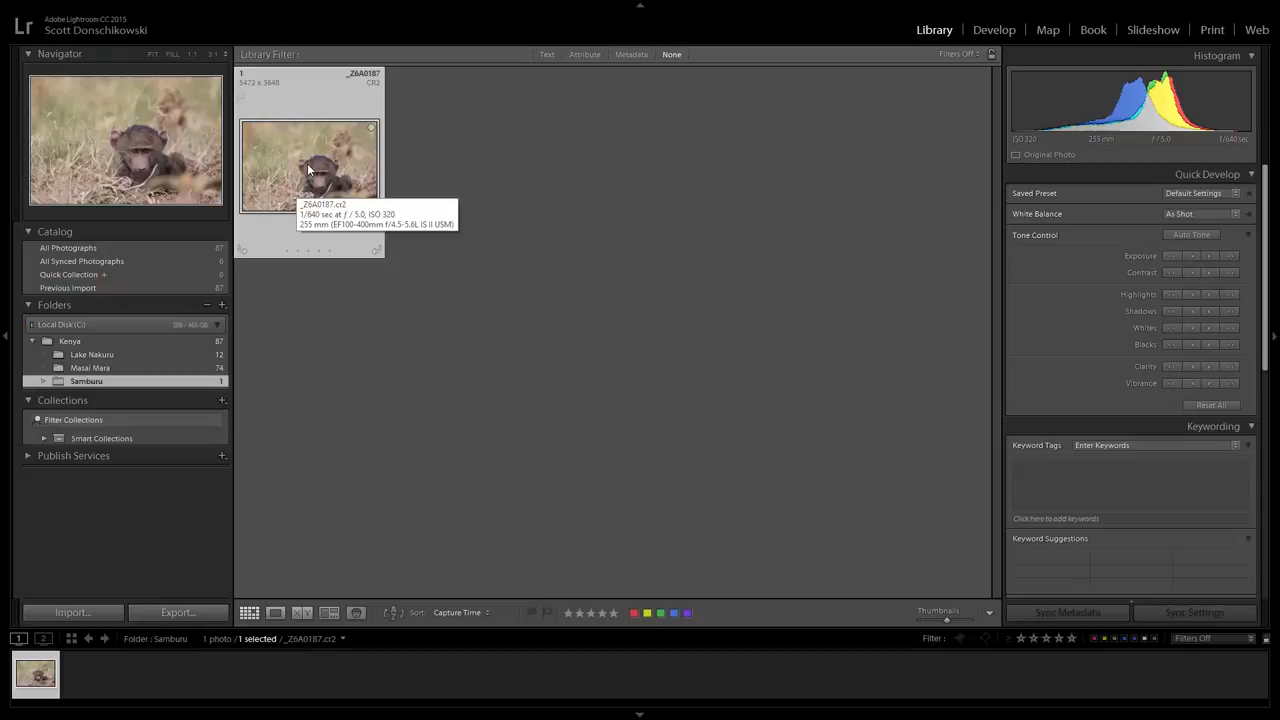 Lr
Adobe Lightroom CC 2015
Scott Donschikowski
Library
Develop
Map
Book
Slideshow
Print
Web
Navigator
FIT FILL 1:1 3:1
Library Filter:
Text
Attribute
Metadata
None
Filters Off
Histogram
1
_Z6A0187
5472 x 3648
CR2
ISO 320
255 mm
ƒ / 5.0
1/640 sec
Original Photo
Quick Develop
Saved Preset
Default Settings
White Balance
As Shot
Tone Control
Auto Tone
Exposure
Contrast
Highlights
Shadows
Whites
Blacks
Clarity
Vibrance
Reset All
_Z6A0187.cr2
1/640 sec at ƒ / 5.0, ISO 320
255 mm (EF100-400mm f/4.5-5.6L IS II USM)
Catalog
All Photographs 87
All Synced Photographs 0
Quick Collection + 0
Previous Import 87
Folders
Local Disk (C:)
Kenya 87
Lake Nakuru 12
Masai Mara 74
Samburu 1
Collections
Filter Collections
Smart Collections
Publish Services
Keywording
Keyword Tags
Enter Keywords
Click here to add keywords
Keyword Suggestions
Import...
Export...
XY
Sort: Capture Time
Thumbnails
Sync Metadata
Sync Settings
1
2
Folder : Samburu
1 photo / 1 selected / _Z6A0187.cr2
Filter :
Filters Off